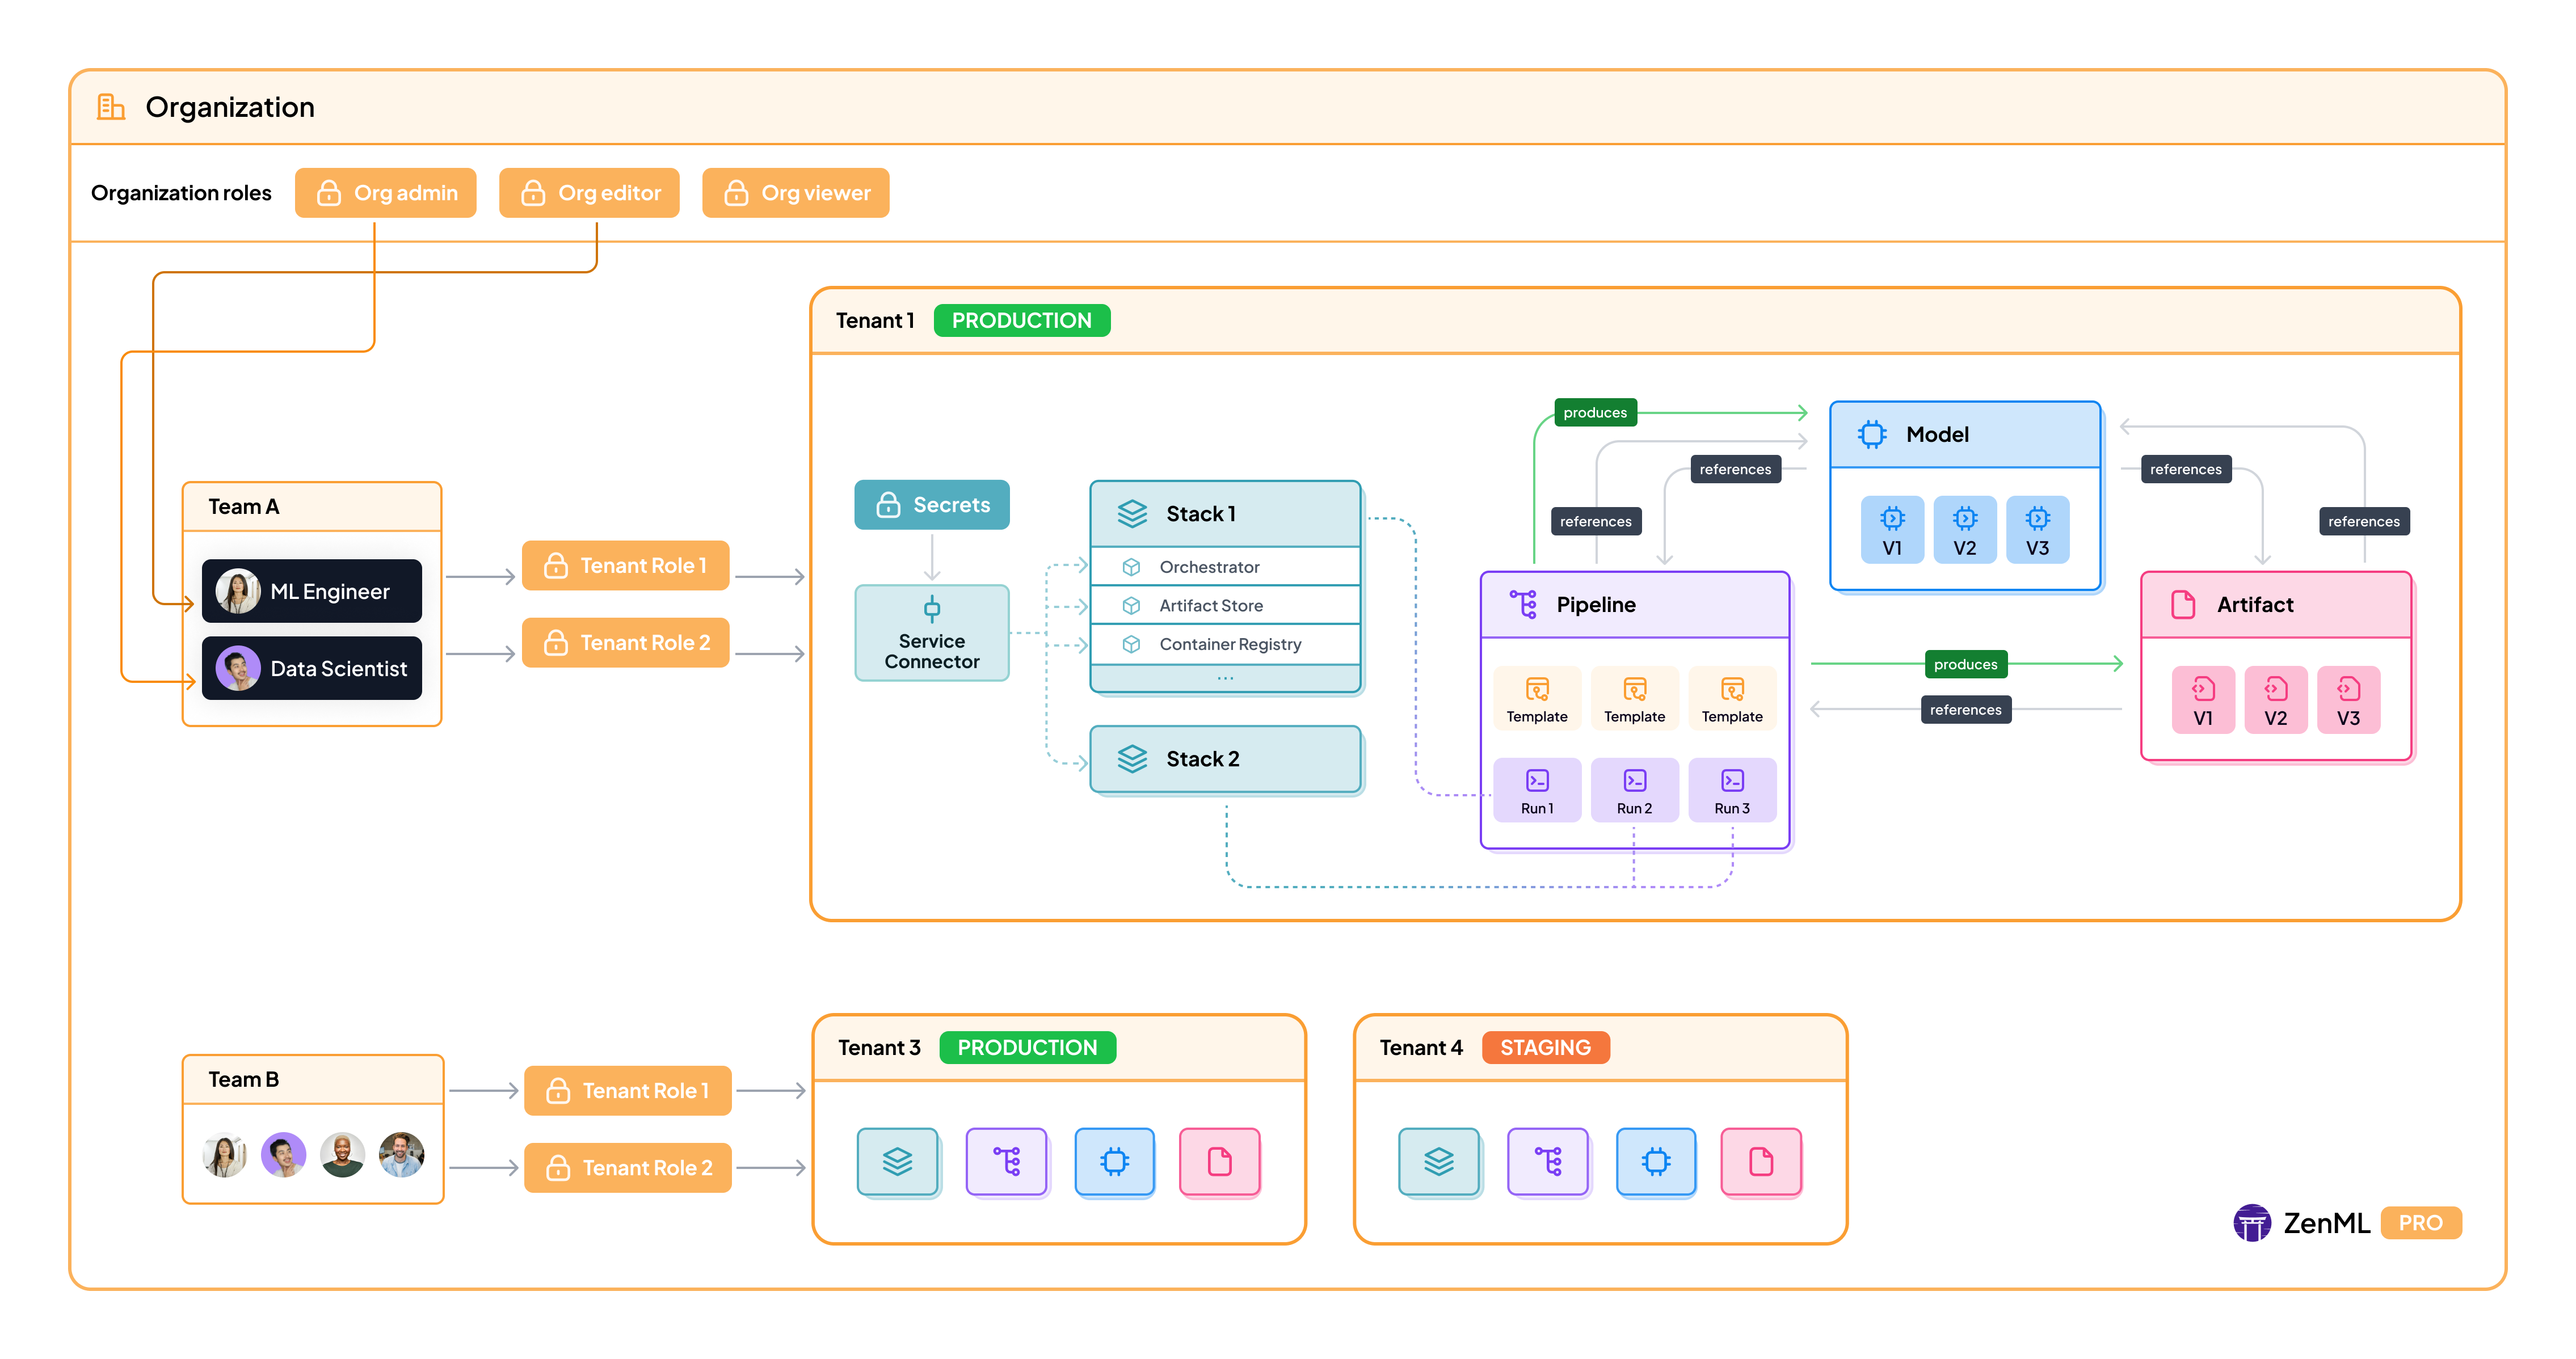 Organization
Organization roles
Org admin
Org editor
Org viewer
Tenant 1
PRODUCTION
Team A
ML Engineer
Data Scientist
Tenant Role 1
Tenant Role 2
Secrets
Service
Connector
Stack 1
Orchestrator
Artifact Store
Container Registry
...
Stack 2
produces
references
references
Model
V1
V2
V3
references
references
Pipeline
Template
Template
Template
Run 1
Run 2
Run 3
produces
references
Artifact
V1
V2
V3
Team B
Tenant Role 1
Tenant Role 2
Tenant 3
PRODUCTION
Tenant 4
STAGING
ZenML
PRO